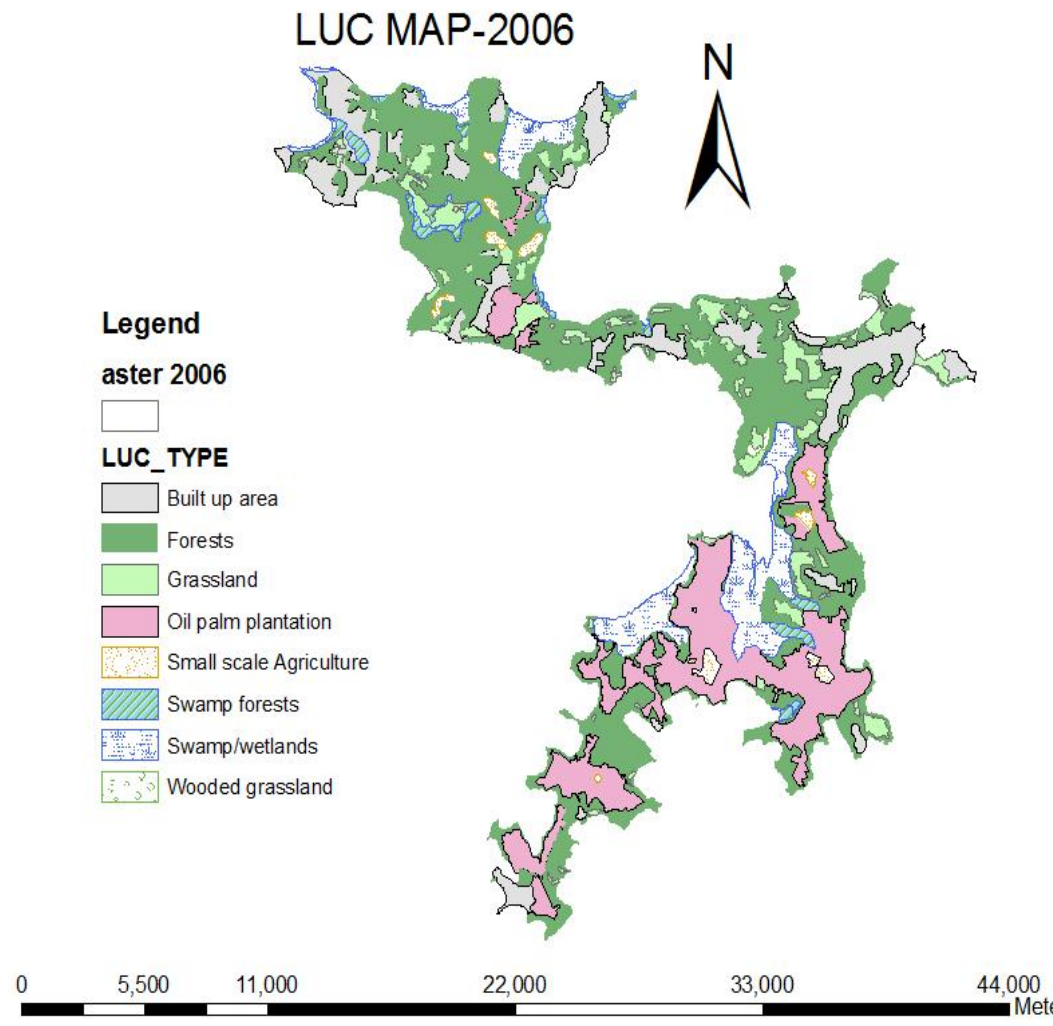 LUC MAP-2006
N
Legend
aster 2006
LUC_TYPE
Built up area
Forests
Grassland
Oil palm plantation
Small scale Agriculture
Swamp forests
Swamp/wetlands
Wooded grassland
0 5,500 11,000 22,000 33,000 44,000
Mete